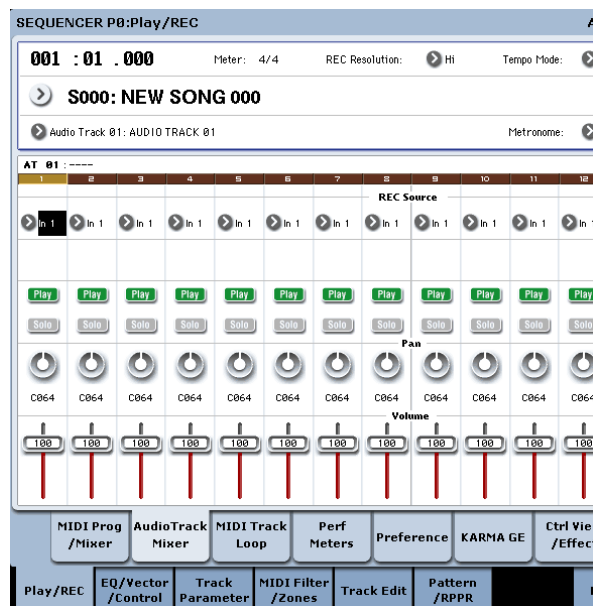 SEQUENCER P0:Play/REC
001 :01 .000 Meter: 4/4 REC Resolution: Hi Tempo Mode:
S000: NEW SONG 000
Audio Track 01: AUDIO TRACK 01 Metronome:
AT 01 :----
1 2 3 4 5 6 7 8 9 10 11 12
REC Source
In 1 In 1 In 1 In 1 In 1 In 1 In 1 In 1 In 1 In 1 In 1 In 1
Play Play Play Play Play Play Play Play Play Play Play Play
Solo Solo Solo Solo Solo Solo Solo Solo Solo Solo Solo Solo
Pan
C064 C064 C064 C064 C064 C064 C064 C064 C064 C064 C064 C064
Volume
100 100 100 100 100 100 100 100 100 100 100 100
MIDI Prog /Mixer AudioTrack Mixer MIDI Track Loop Perf Meters Preference KARMA GE Ctrl Vie /Effec
Play/REC EQ/Vector /Control Track Parameter MIDI Filter /Zones Track Edit Pattern /RPPR